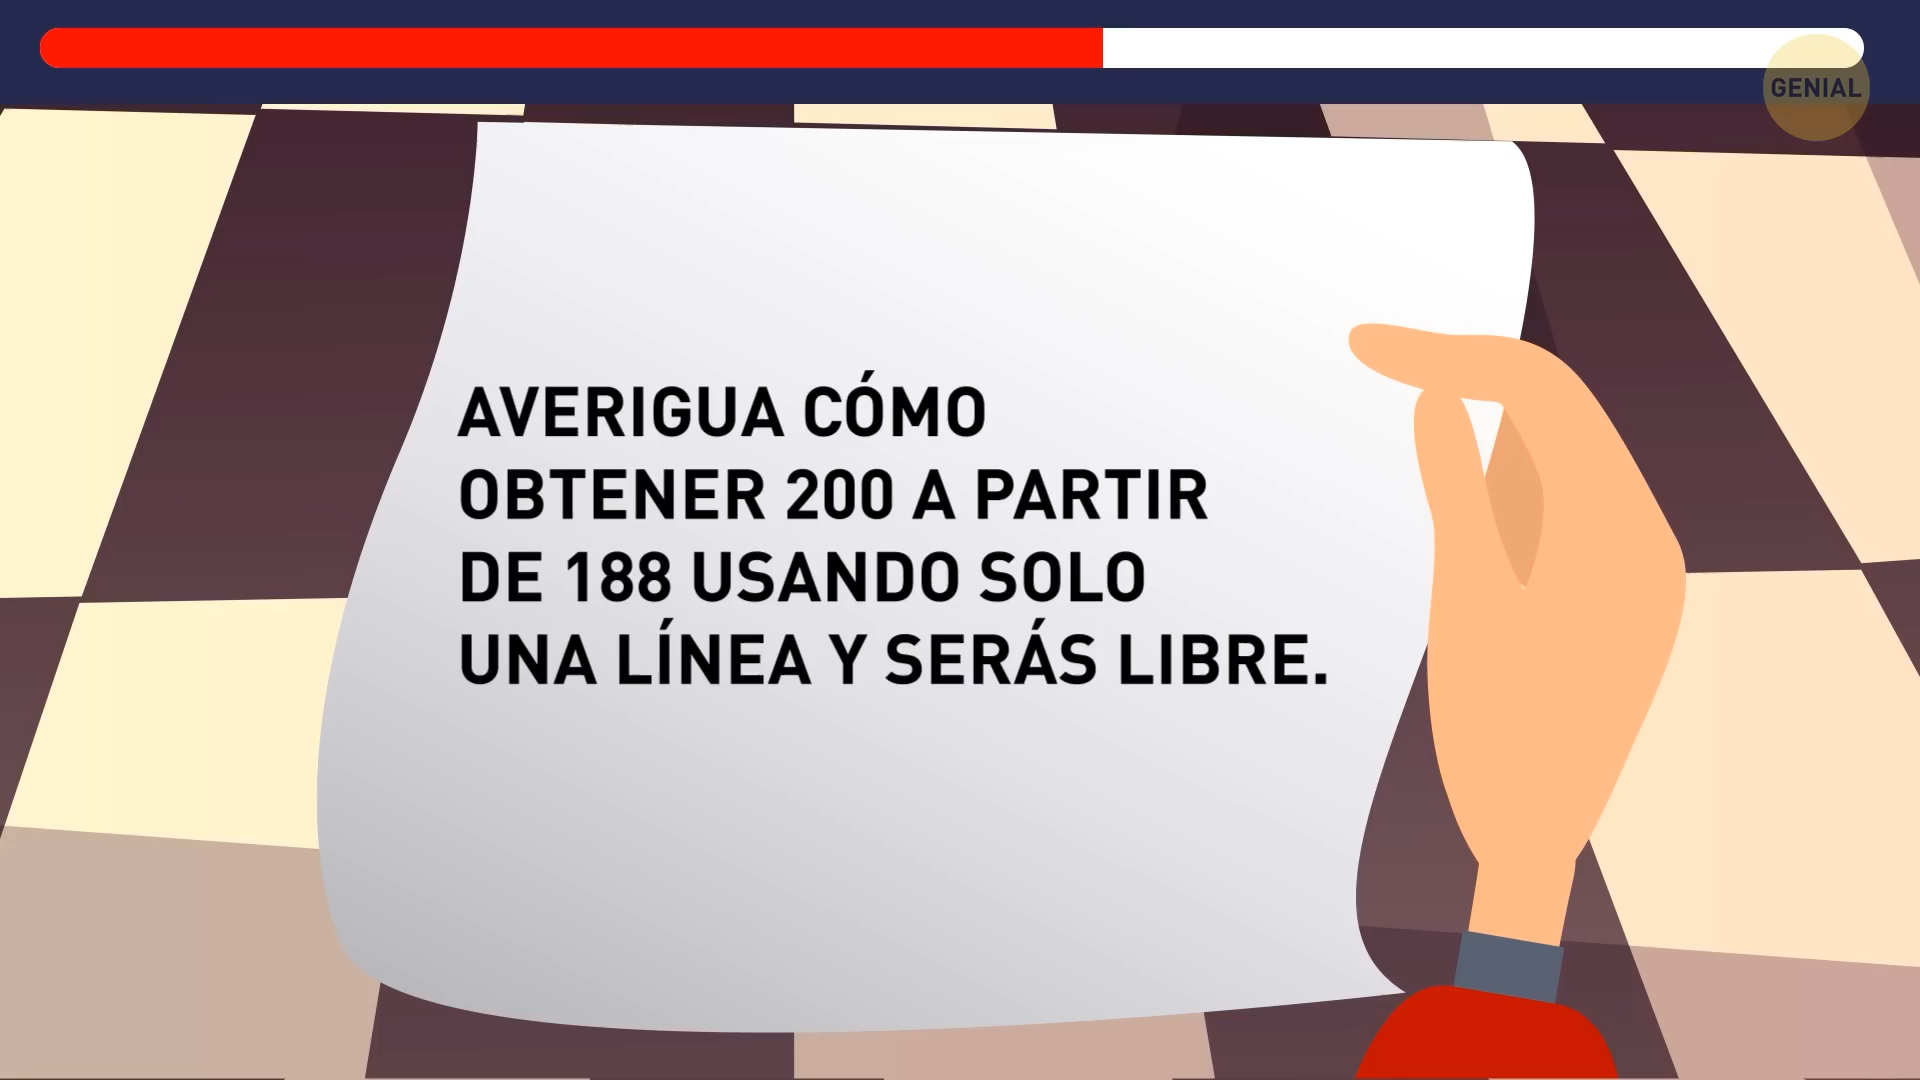 GENIAL
AVERIGUA CÓMO
OBTENER 200 A PARTIR
DE 188 USANDO SOLO
UNA LÍNEA Y SERÁS LIBRE.